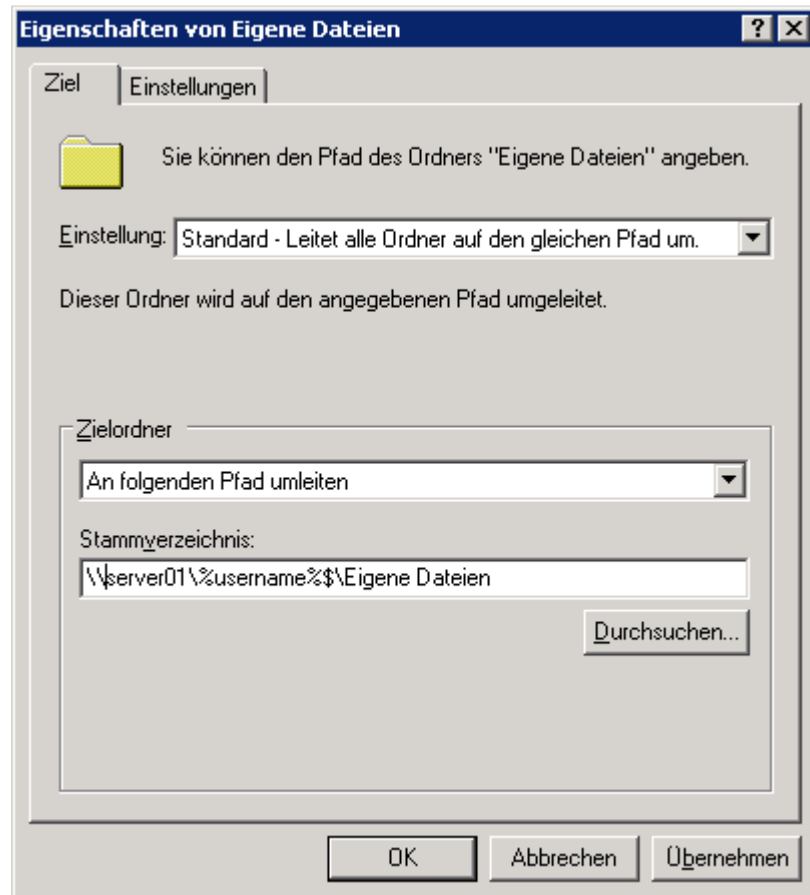 Eigenschaften von Eigene Dateien
Ziel
Einstellungen
Sie können den Pfad des Ordners "Eigene Dateien" angeben.
Einstellung: Standard - Leitet alle Ordner auf den gleichen Pfad um.
Dieser Ordner wird auf den angegebenen Pfad umgeleitet.
Zielordner
An folgenden Pfad umleiten
Stammverzeichnis:
\\server01\%username%$\Eigene Dateien
Durchsuchen...
OK
Abbrechen
Übernehmen